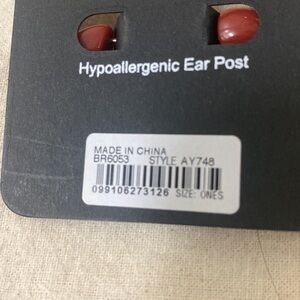 Hypoallergenic Ear Post
MADE IN CHINA
BR6053 STYLE AY748
099106273126 SIZE: ONES